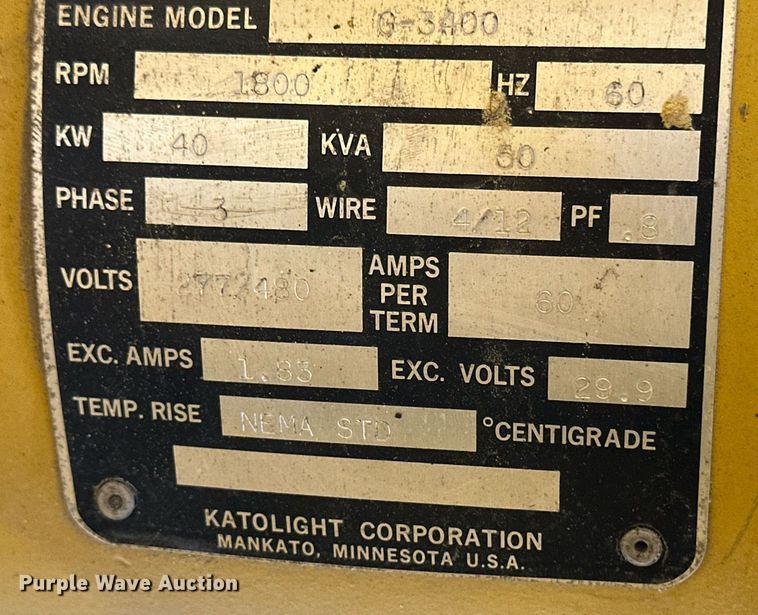 ENGINE MODEL G-3400
RPM 1800 HZ 60
KW 40 KVA 50
PHASE 3 WIRE 4/12 PF .8
VOLTS 277/480 AMPS PER TERM 60
EXC. AMPS 1.83 EXC. VOLTS 29.9
TEMP. RISE NEMA STD °CENTIGRADE
KATOLIGHT CORPORATION
MANKATO, MINNESOTA U.S.A.
Purple Wave Auction